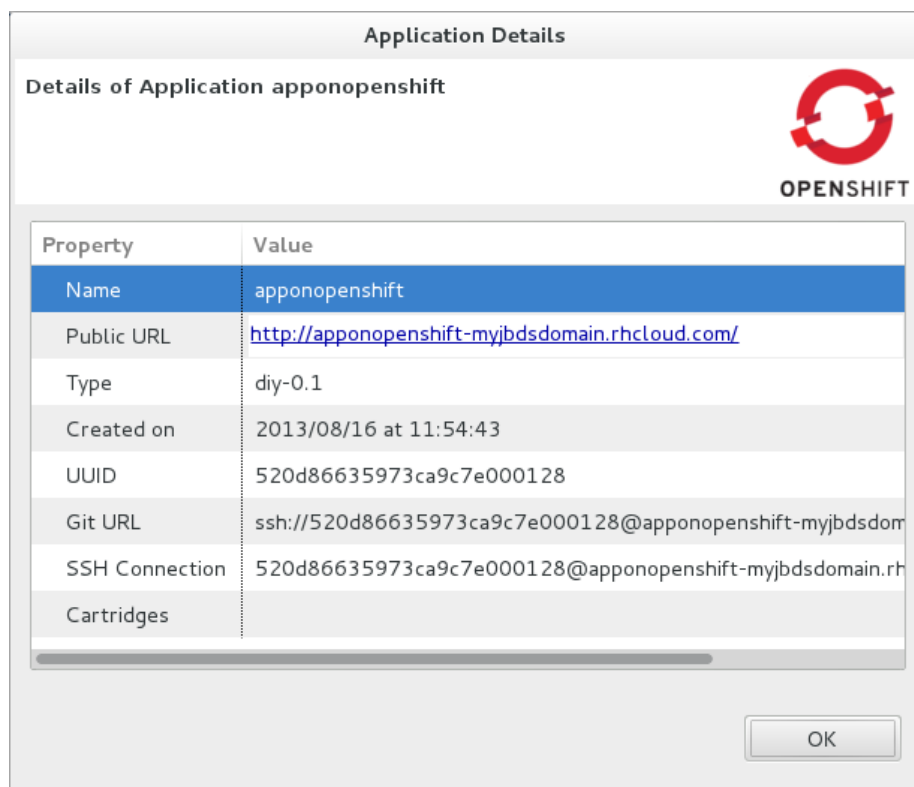 Application Details
Details of Application apponopenshift
OPENSHIFT
Property Value
Name apponopenshift
Public URL http://apponopenshift-myjbdsdomain.rhcloud.com/
Type diy-0.1
Created on 2013/08/16 at 11:54:43
UUID 520d86635973ca9c7e000128
Git URL ssh://520d86635973ca9c7e000128@apponopenshift-myjbdsdom
SSH Connection 520d86635973ca9c7e000128@apponopenshift-myjbdsdomain.rh
Cartridges
OK